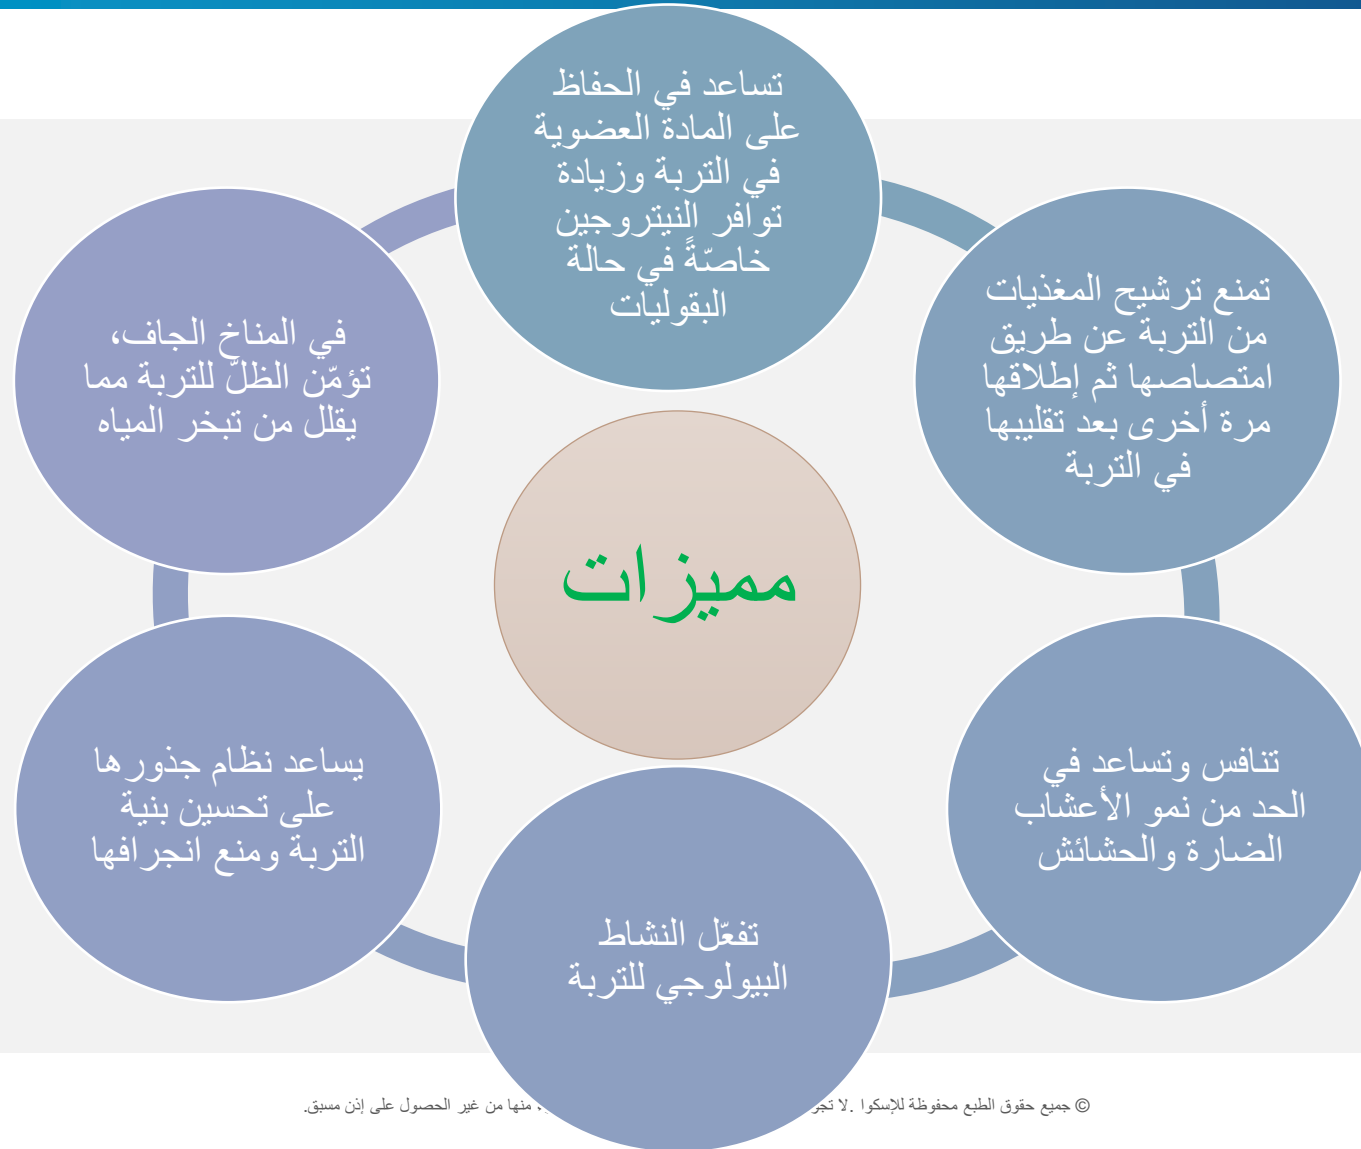 تساعد في الحفاظ
على المادة العضوية
في التربة وزيادة
توافر النيتروجين
خاصّةً في حالة
البقوليات
تمنع ترشيح المغذيات
من التربة عن طريق
امتصاصها ثم إطلاقها
مرة أخرى بعد تقليبها
في التربة
تنافس وتساعد في
الحد من نمو الأعشاب
الضارة والحشائش
تفعّل النشاط
البيولوجي للتربة
يساعد نظام جذورها
على تحسين بنية
التربة ومنع انجرافها
في المناخ الجاف،
تؤمّن الظلّ للتربة مما
يقلل من تبخر المياه
مميزات
© جميع حقوق الطبع محفوظة للإسكوا .لا منها من غير الحصول على إذن مسبق.